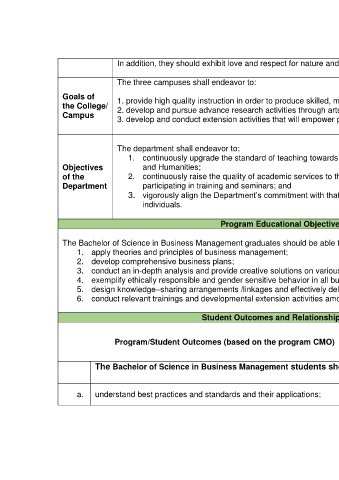 In addition, they should exhibit love and respect for nature and
Goals of
the College/
Campus
The three campuses shall endeavor to:
1. provide high quality instruction in order to produce skilled, m
2. develop and pursue advance research activities through arts
3. develop and conduct extension activities that will empower p
Objectives
of the
Department
The department shall endeavor to:
1. continuously upgrade the standard of teaching towards
and Humanities;
2. continuously raise the quality of academic services to th
participating in training and seminars; and
3. vigorously align the Department's commitment with that
individuals.
Program Educational Objective
The Bachelor of Science in Business Management graduates should be able t
1. apply theories and principles of business management;
2. develop comprehensive business plans;
3. conduct an in-depth analysis and provide creative solutions on various
4. exemplify ethically responsible and gender sensitive behavior in all bu
5. design knowledge–sharing arrangements /linkages and effectively del
6. conduct relevant trainings and developmental extension activities amo
Student Outcomes and Relationship
Program/Student Outcomes (based on the program CMO)
The Bachelor of Science in Business Management students sho
a. understand best practices and standards and their applications;